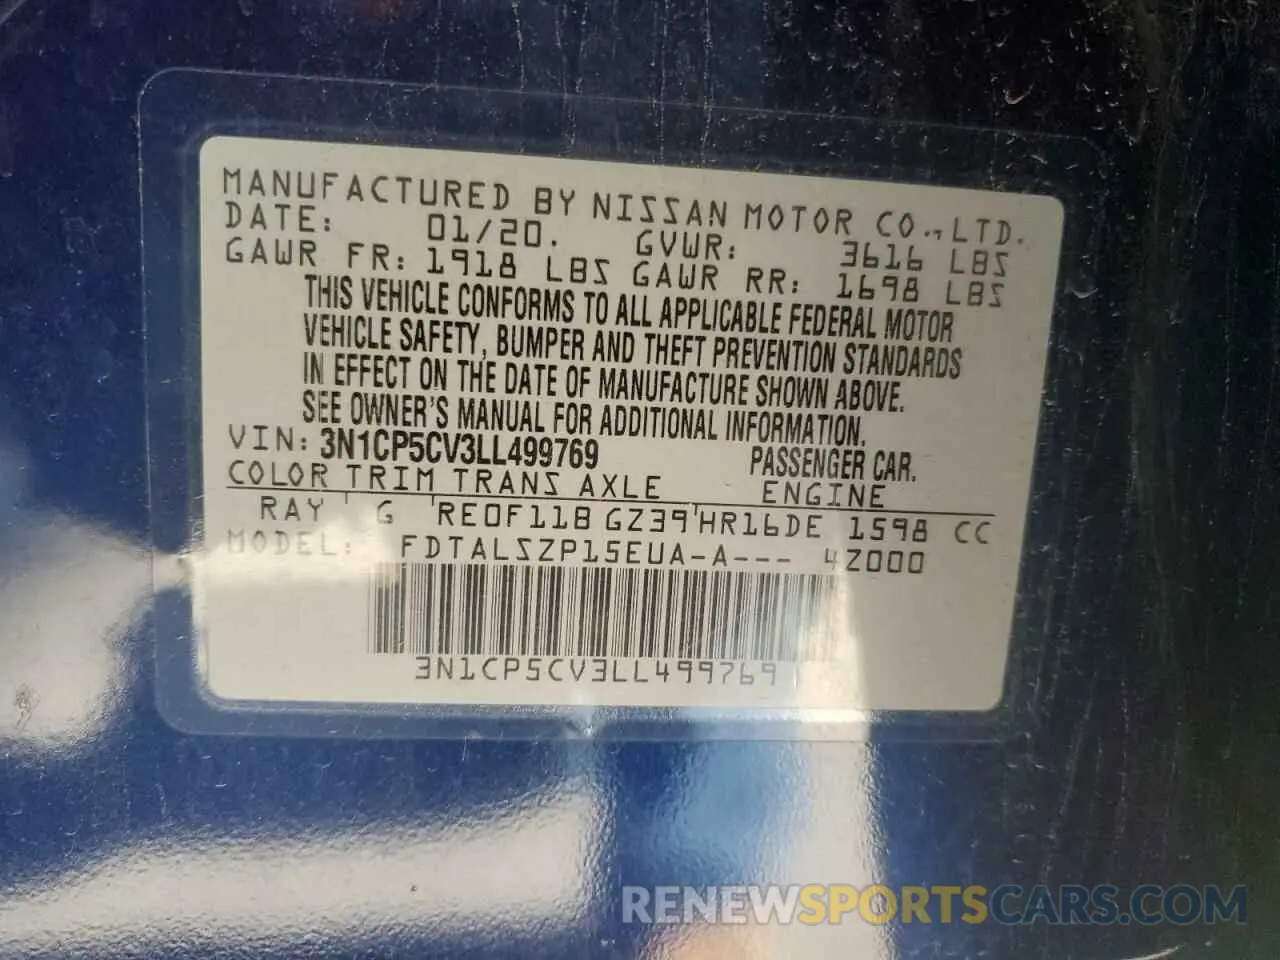 MANUFACTURED BY NISSAN MOTOR CO., LTD.
DATE: 01/20. GVWR: 3616 LBS
GAWR FR: 1918 LBS GAWR RR: 1698 LBS
THIS VEHICLE CONFORMS TO ALL APPLICABLE FEDERAL MOTOR
VEHICLE SAFETY, BUMPER AND THEFT PREVENTION STANDARDS
IN EFFECT ON THE DATE OF MANUFACTURE SHOWN ABOVE.
SEE OWNER'S MANUAL FOR ADDITIONAL INFORMATION.
VIN: 3N1CP5CV3LL499769 PASSENGER CAR.
COLOR TRIM TRANS AXLE ENGINE
RAY ' G 'RE0F11B GZ39'HR16DE 1598 CC
MODEL: FDTALSZP15EUA-A--- 4Z000
3N1CP5CV3LL499769
RENEWSPORTSCARS.COM